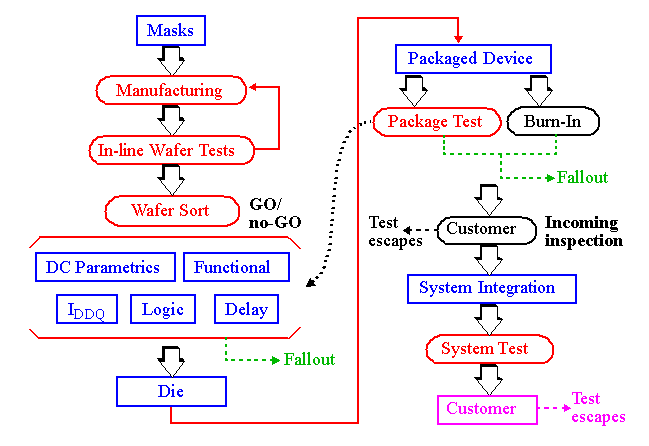 Masks
Manufacturing
In-line Wafer Tests
Wafer Sort
GO/
no-GO
DC Parametrics
Functional
IDDQ
Logic
Delay
Fallout
Die
Packaged Device
Package Test
Burn-In
Fallout
Test
escapes
Customer
Incoming
inspection
System Integration
System Test
Customer
Test
escapes